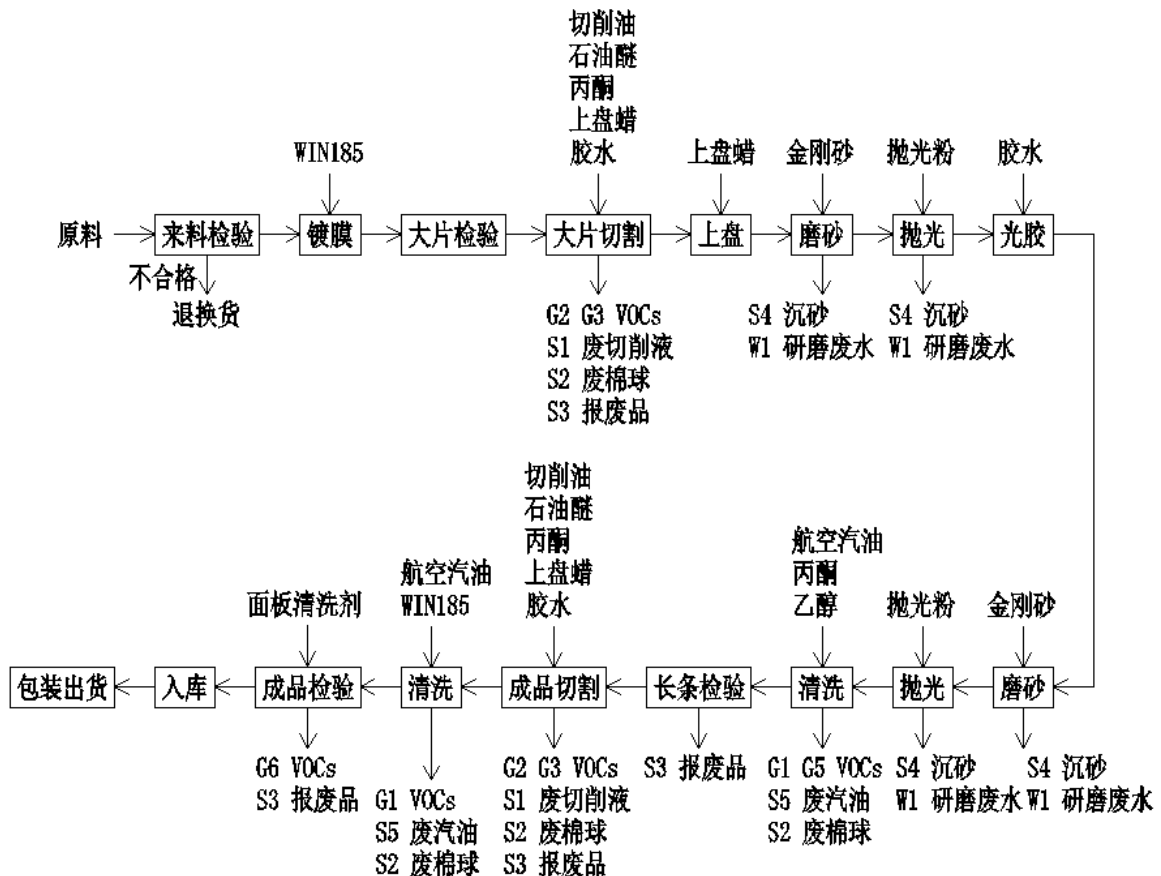 切削油
石油醚
丙酮
上盘蜡
胶水
WIN185
上盘蜡
金刚砂
抛光粉
胶水
原料
来料检验
镀膜
大片检验
大片切割
上盘
磨砂
抛光
光胶
不合格
退换货
G2 G3 VOCs
S1 废切削液
S2 废棉球
S3 报废品
S4 沉砂
W1 研磨废水
S4 沉砂
W1 研磨废水
面板清洗剂
航空汽油
WIN185
切削油
石油醚
丙酮
上盘蜡
胶水
航空汽油
丙酮
乙醇
抛光粉
金刚砂
包装出货
入库
成品检验
清洗
成品切割
长条检验
清洗
抛光
磨砂
G6 VOCs
S3 报废品
G1 VOCs
S5 废汽油
S2 废棉球
G2 G3 VOCs
S1 废切削液
S2 废棉球
S3 报废品
S3 报废品
G1 G5 VOCs
S5 废汽油
S2 废棉球
S4 沉砂
W1 研磨废水
S4 沉砂
W1 研磨废水